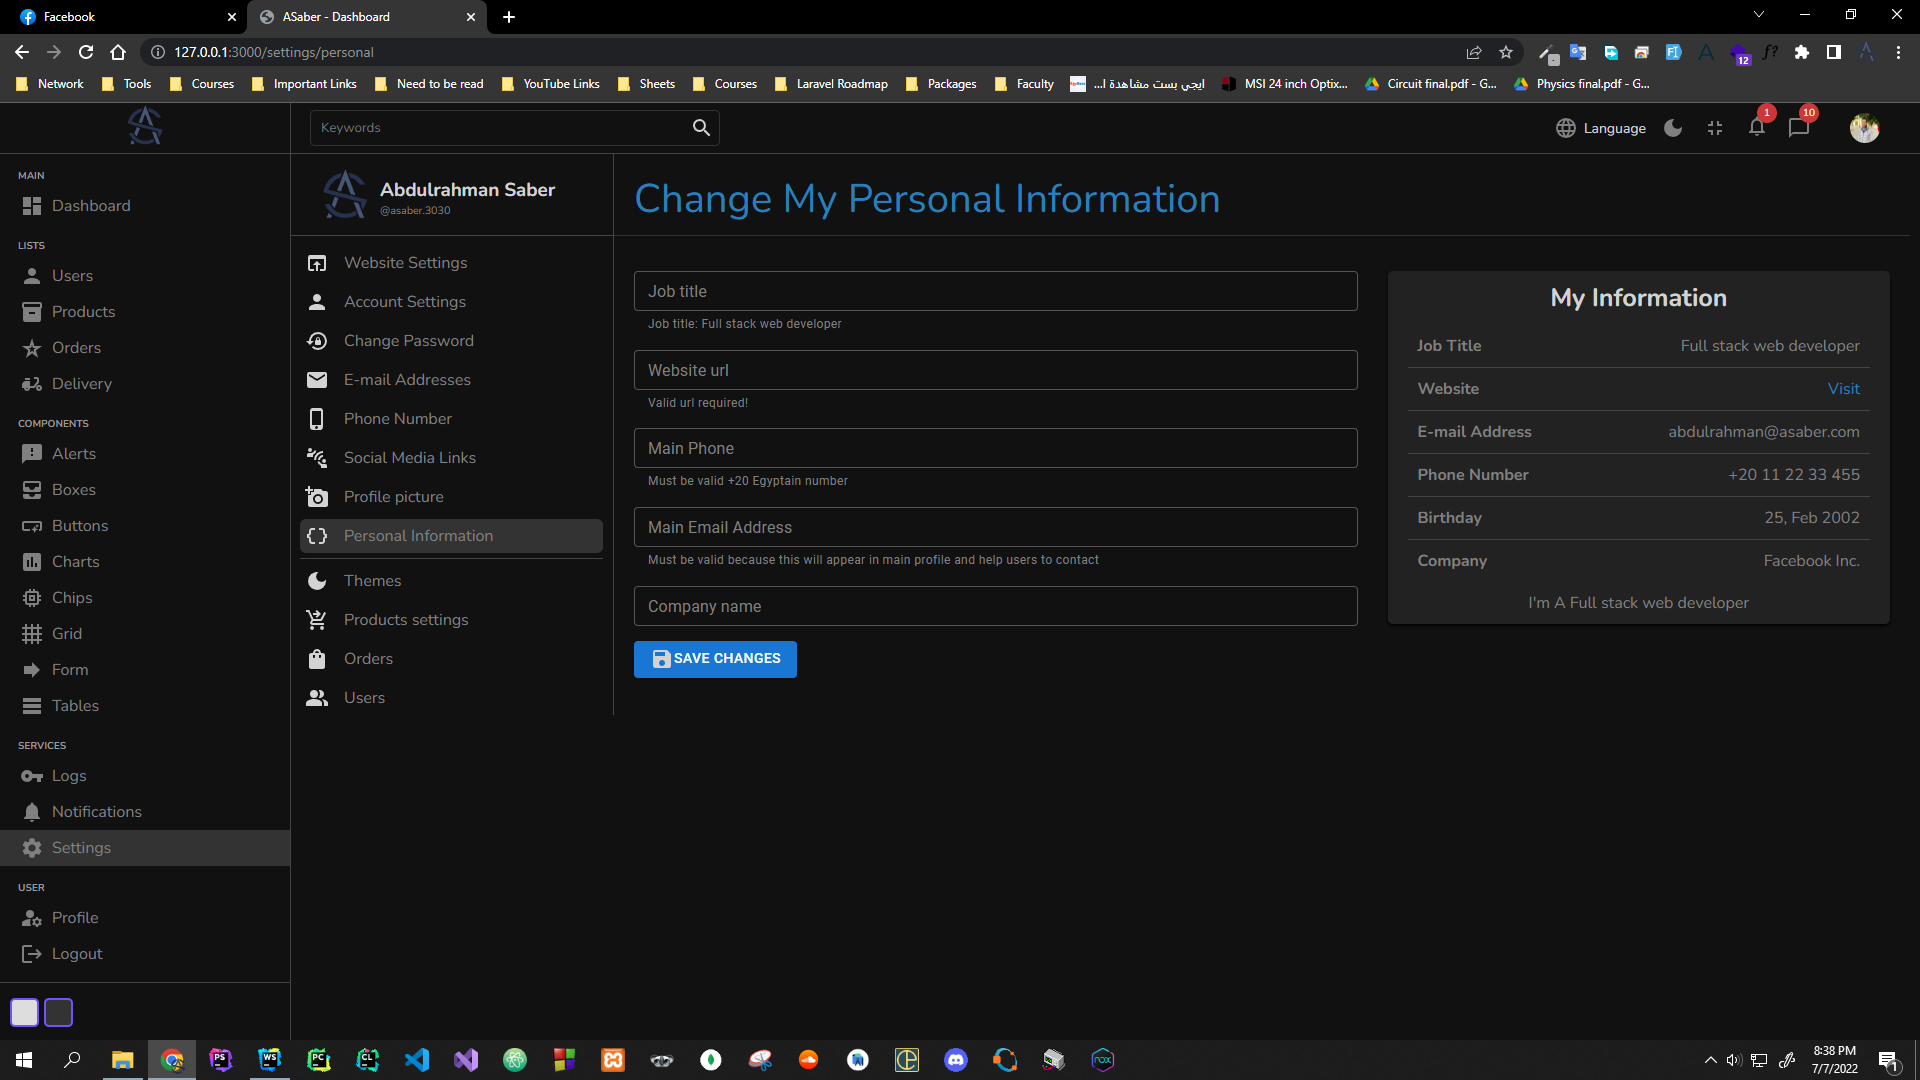 Facebook
ASaber - Dashboard
127.0.0.1:3000/settings/personal
12
Network
Tools
Courses
Important Links
Need to be read
YouTube Links
Sheets
Courses
Laravel Roadmap
Packages
Faculty
ايجي بست مشاهدة ا...
MSI 24 inch Optix...
Circuit final.pdf - G...
Physics final.pdf - G...
Keywords
Language
1
10
MAIN
Dashboard
LISTS
Users
Products
Orders
Delivery
COMPONENTS
Alerts
Boxes
Buttons
Charts
Chips
Grid
Form
Tables
SERVICES
Logs
Notifications
Settings
USER
Profile
Logout
Abdulrahman Saber
@asaber.3030
Website Settings
Account Settings
Change Password
E-mail Addresses
Phone Number
Social Media Links
Profile picture
Personal Information
Themes
Products settings
Orders
Users
Change My Personal Information
Job title
Job title: Full stack web developer
Website url
Valid url required!
Main Phone
Must be valid +20 Egyptain number
Main Email Address
Must be valid because this will appear in main profile and help users to contact
Company name
SAVE CHANGES
My Information
Job Title Full stack web developer
Website Visit
E-mail Address abdulrahman@asaber.com
Phone Number +20 11 22 33 455
Birthday 25, Feb 2002
Company Facebook Inc.
I'm A Full stack web developer
PS
WS
PC
CL
nox
8:38 PM
7/7/2022
1